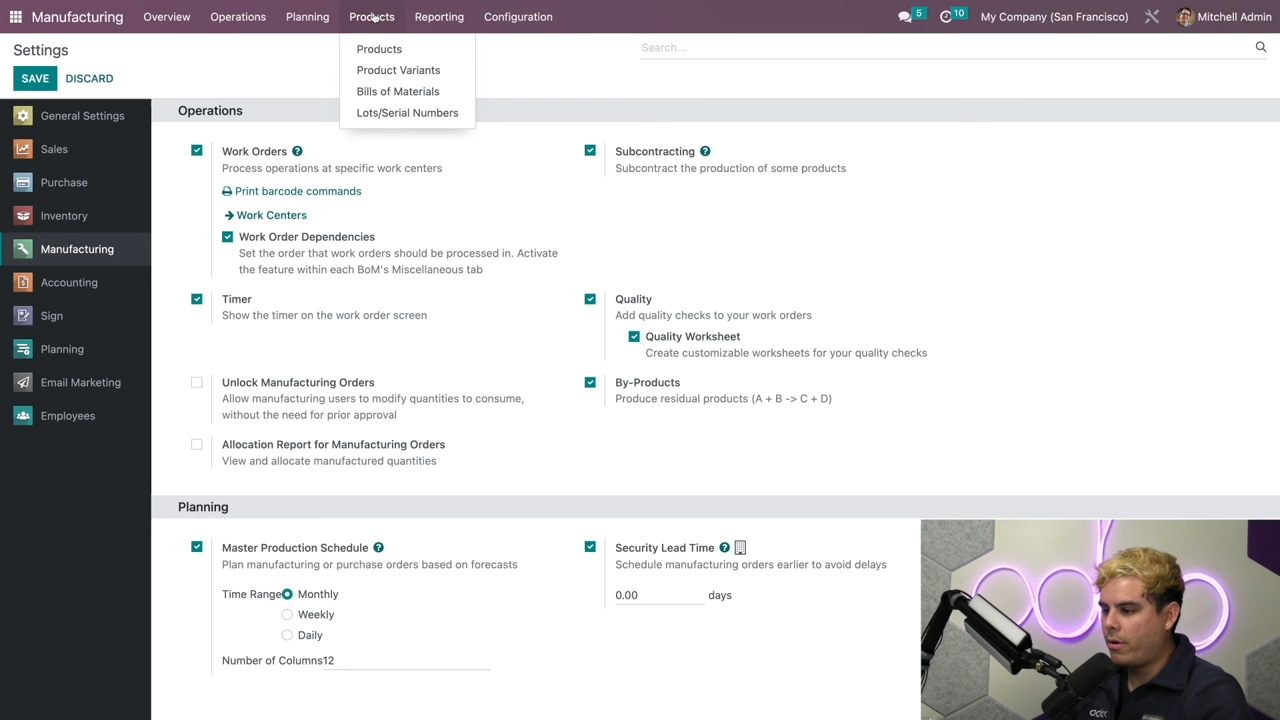 Manufacturing Overview Operations Planning Products Reporting Configuration 5 10 My Company (San Francisco) Mitchell Admin
Settings
Search...
SAVE DISCARD
Products
Product Variants
Bills of Materials
Lots/Serial Numbers
General Settings
Sales
Purchase
Inventory
Manufacturing
Accounting
Sign
Planning
Email Marketing
Employees
Operations
Work Orders ?
Process operations at specific work centers
Print barcode commands
Work Centers
Work Order Dependencies
Set the order that work orders should be processed in. Activate
the feature within each BoM's Miscellaneous tab
Subcontracting ?
Subcontract the production of some products
Timer
Show the timer on the work order screen
Quality
Add quality checks to your work orders
Quality Worksheet
Create customizable worksheets for your quality checks
Unlock Manufacturing Orders
Allow manufacturing users to modify quantities to consume,
without the need for prior approval
By-Products
Produce residual products (A + B -> C + D)
Allocation Report for Manufacturing Orders
View and allocate manufactured quantities
Planning
Master Production Schedule ?
Plan manufacturing or purchase orders based on forecasts
Time Range Monthly
Weekly
Daily
Number of Columns 12
Security Lead Time ?
Schedule manufacturing orders earlier to avoid delays
0.00 days
odoo